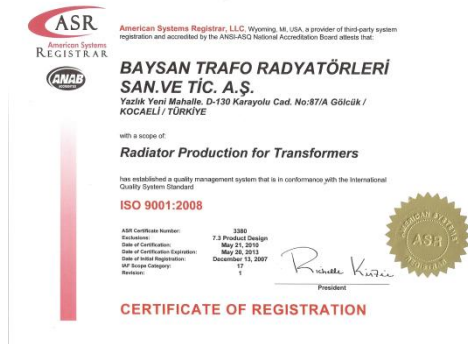 ASR
American Systems
REGISTRAR
ANAB
ACCREDITED
American Systems Registrar, LLC, Wyoming, MI, USA, a provider of third-party system
registration and accredited by the ANSI-ASQ National Accreditation Board attests that:
BAYSAN TRAFO RADYATÖRLERİ
SAN.VE TİC. A.Ş.
Yazlık Yeni Mahalle. D-130 Karayolu Cad. No:87/A Gölcük /
KOCAELİ / TÜRKİYE
with a scope of:
Radiator Production for Transformers
has established a quality management system that is in conformance with the International
Quality System Standard
ISO 9001:2008
ASR Certificate Number: 3380
Exclusions: 7.3 Product Design
Date of Certification: May 21, 2010
Date of Certification Expiration: May 20, 2013
Date of Initial Registration: December 13, 2007
IAF Scope Category: 17
Revision: 1
President
AMERICAN SYSTEMS
ASR
REGISTRAR
CERTIFICATE OF REGISTRATION